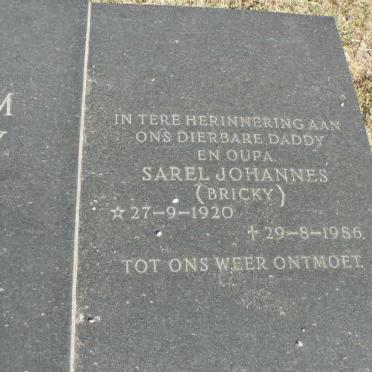 M
Y
IN TERE HERINNERING AAN
ONS DIERBARE DADDY
EN OUPA.
SAREL JOHANNES
(BRICKY)
☆ 27-9-1920
✝ 29-8-1986.
TOT ONS WEER ONTMOET.